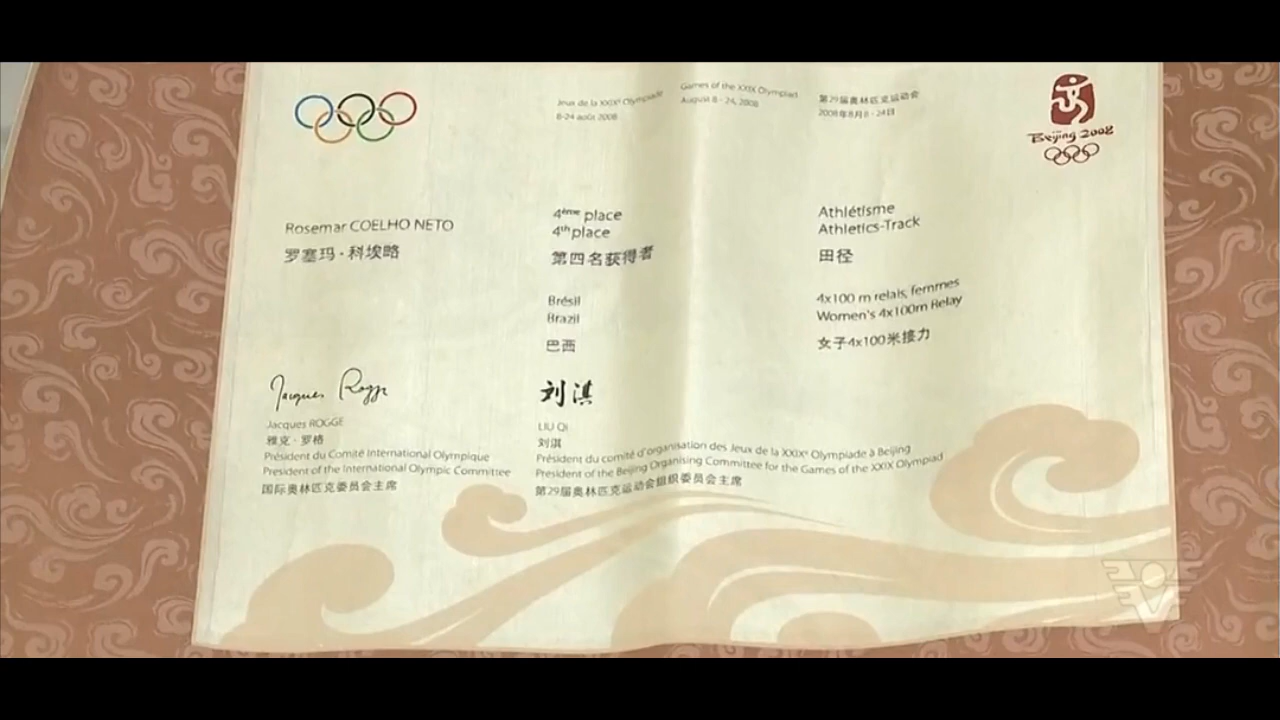 Jeux de la XXIXᵉ Olympiade
8-24 août 2008
Games of the XXIX Olympiad
August 8 - 24, 2008
第29届奥林匹克运动会
2008年8月8-24日
Beijing 2008
Rosemar COELHO NETO
罗塞玛·科埃略
4ème place
4th place
第四名获得者
Athlétisme
Athletics-Track
田径
Brésil
Brazil
巴西
4x100 m relais, femmes
Women's 4x100m Relay
女子4x100米接力
Jacques Rogge
Jacques ROGGE
雅克·罗格
Président du Comité International Olympique
President of the International Olympic Committee
国际奥林匹克委员会主席
刘淇
LIU Qi
刘淇
Président du comité d'organisation des Jeux de la XXIXᵉ Olympiade à Beijing
President of the Beijing Organising Committee for the Games of the XXIX Olympiad
第29届奥林匹克运动会组织委员会主席